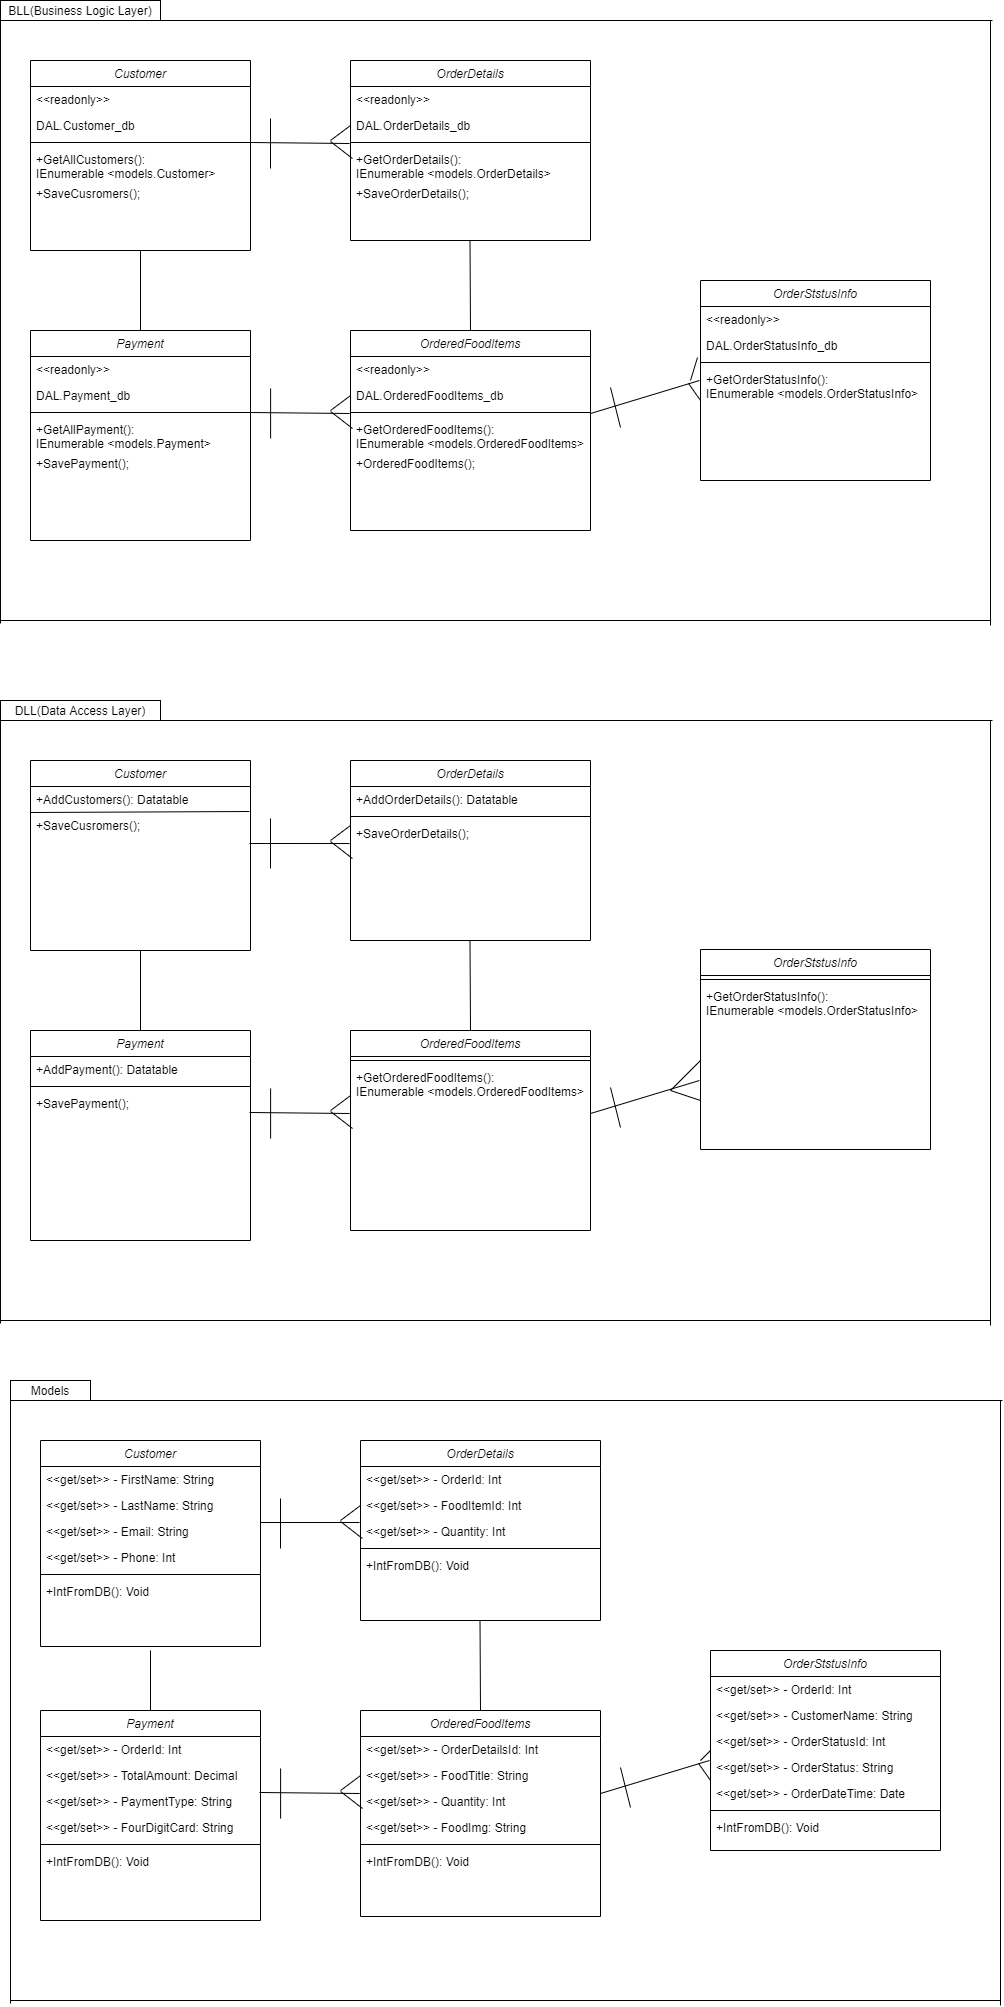 BLL(Business Logic Layer)
Customer
<<readonly>>
DAL.Customer_db
+GetAllCustomers():
IEnumerable <models.Customer>
+SaveCusromers();
OrderDetails
<<readonly>>
DAL.OrderDetails_db
+GetOrderDetails():
IEnumerable <models.OrderDetails>
+SaveOrderDetails();
Payment
<<readonly>>
DAL.Payment_db
+GetAllPayment():
IEnumerable <models.Payment>
+SavePayment();
OrderedFoodItems
<<readonly>>
DAL.OrderedFoodItems_db
+GetOrderedFoodItems():
IEnumerable <models.OrderedFoodItems>
+OrderedFoodItems();
OrderStstusInfo
<<readonly>>
DAL.OrderStatusInfo_db
+GetOrderStatusInfo():
IEnumerable <models.OrderStatusInfo>
DLL(Data Access Layer)
Customer
+AddCustomers(): Datatable
+SaveCusromers();
OrderDetails
+AddOrderDetails(): Datatable
+SaveOrderDetails();
Payment
+AddPayment(): Datatable
+SavePayment();
OrderedFoodItems
+GetOrderedFoodItems():
IEnumerable <models.OrderedFoodItems>
OrderStstusInfo
+GetOrderStatusInfo():
IEnumerable <models.OrderStatusInfo>
Models
Customer
<<get/set>> - FirstName: String
<<get/set>> - LastName: String
<<get/set>> - Email: String
<<get/set>> - Phone: Int
+IntFromDB(): Void
OrderDetails
<<get/set>> - OrderId: Int
<<get/set>> - FoodItemId: Int
<<get/set>> - Quantity: Int
+IntFromDB(): Void
Payment
<<get/set>> - OrderId: Int
<<get/set>> - TotalAmount: Decimal
<<get/set>> - PaymentType: String
<<get/set>> - FourDigitCard: String
+IntFromDB(): Void
OrderedFoodItems
<<get/set>> - OrderDetailsId: Int
<<get/set>> - FoodTitle: String
<<get/set>> - Quantity: Int
<<get/set>> - FoodImg: String
+IntFromDB(): Void
OrderStstusInfo
<<get/set>> - OrderId: Int
<<get/set>> - CustomerName: String
<<get/set>> - OrderStatusId: Int
<<get/set>> - OrderStatus: String
<<get/set>> - OrderDateTime: Date
+IntFromDB(): Void